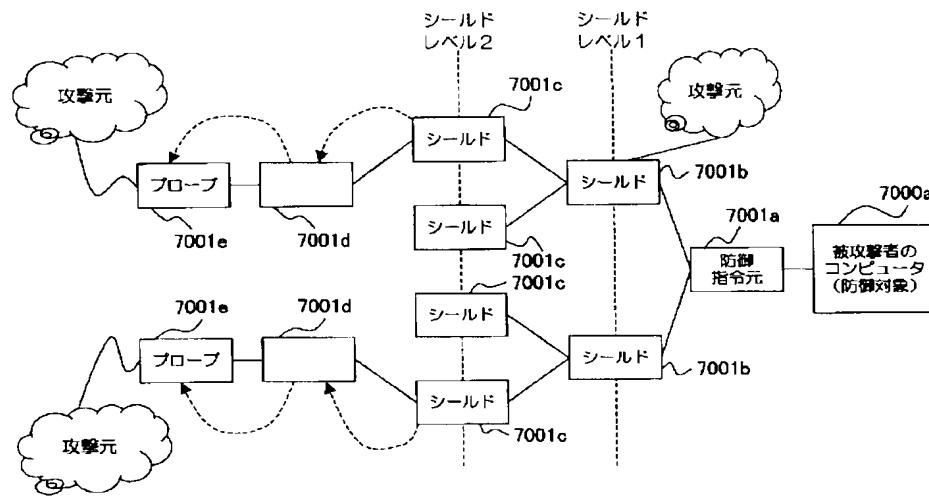 シールド
レベル2
シールド
レベル1
攻撃元
7001c
攻撃元
シールド
プローブ
シールド
7001b
7000a
7001e
7001d
シールド
7001a
7001c
防御
指令元
被攻撃者の
コンピュータ
(防御対象)
7001c
7001e
7001d
シールド
プローブ
シールド
7001b
シールド
7001c
攻撃元